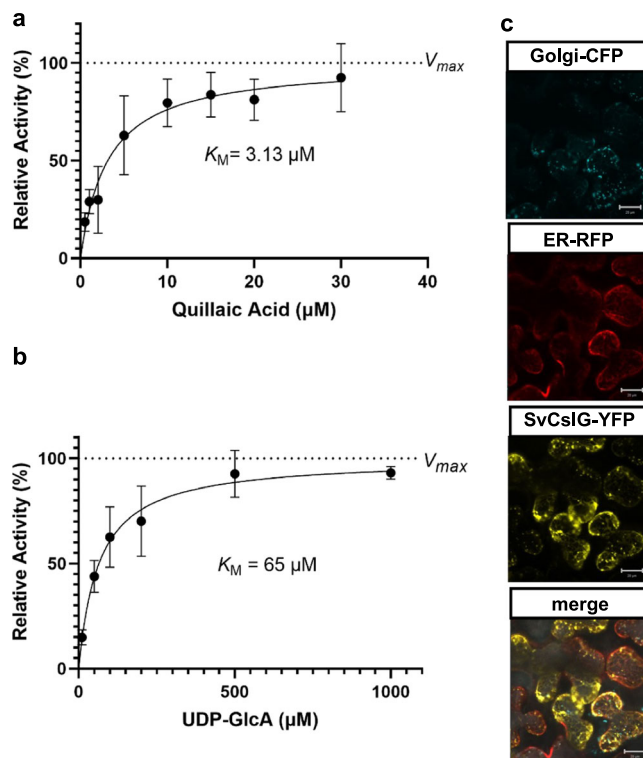 a
Relative Activity (%)
100
50
0
Vmax
KM= 3.13 µM
0 10 20 30 40
Quillaic Acid (µM)
b
Relative Activity (%)
100
50
0
Vmax
KM = 65 µM
0 500 1000
UDP-GlcA (µM)
c
Golgi-CFP
ER-RFP
SvCslG-YFP
merge